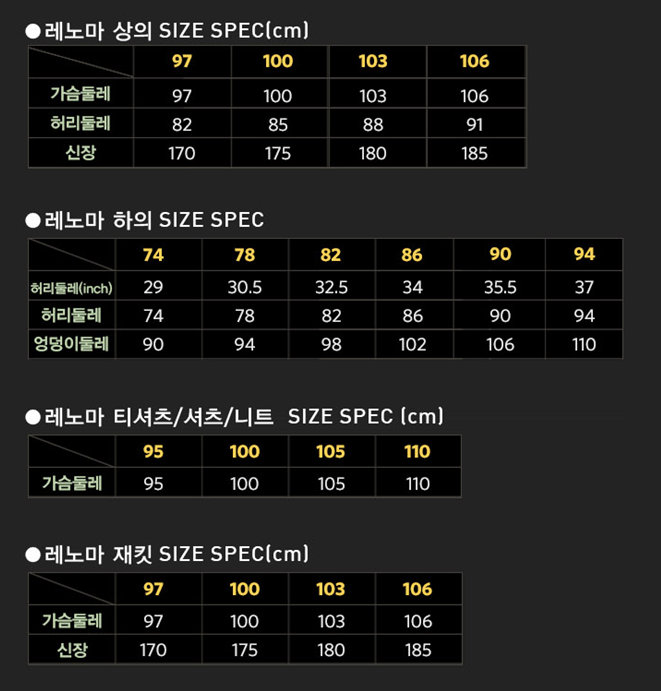 ●레노마 상의 SIZE SPEC(cm)
97 100 103 106
가슴둘레 97 100 103 106
허리둘레 82 85 88 91
신장 170 175 180 185
●레노마 하의 SIZE SPEC
74 78 82 86 90 94
허리둘레(inch) 29 30.5 32.5 34 35.5 37
허리둘레 74 78 82 86 90 94
엉덩이둘레 90 94 98 102 106 110
●레노마 티셔츠/셔츠/니트 SIZE SPEC (cm)
95 100 105 110
가슴둘레 95 100 105 110
●레노마 재킷 SIZE SPEC(cm)
97 100 103 106
가슴둘레 97 100 103 106
신장 170 175 180 185